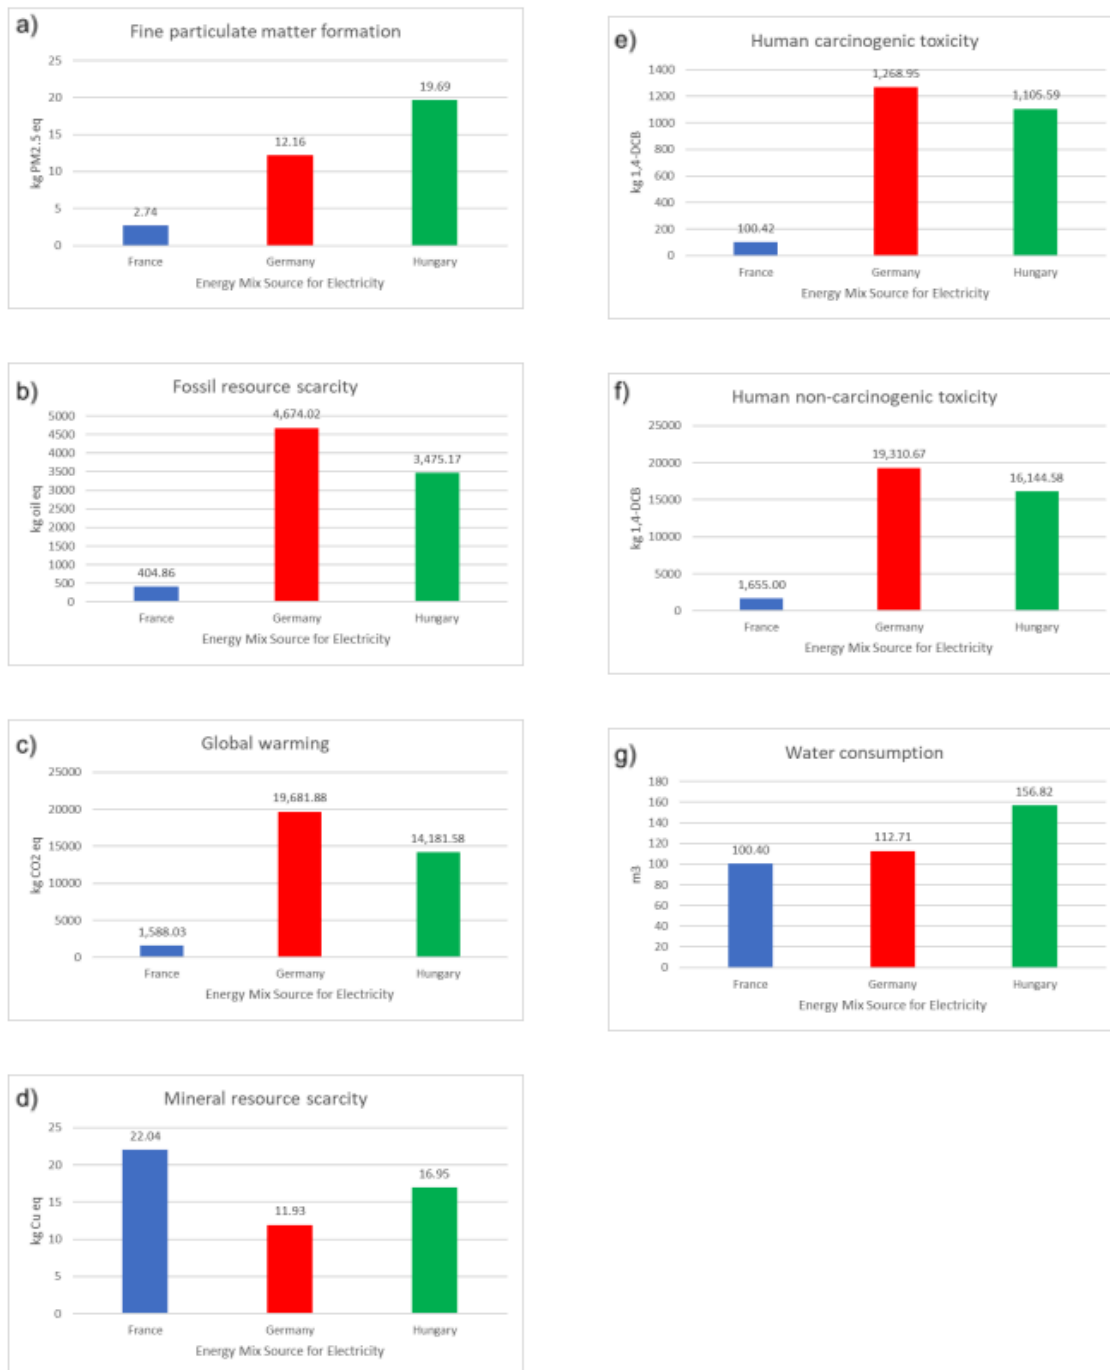 a)
Fine particulate matter formation
25
20
15
10
5
0
kg PM2.5 eq
2.74
12.16
19.69
France
Germany
Hungary
Energy Mix Source for Electricity
b)
Fossil resource scarcity
5000
4500
4000
3500
3000
2500
2000
1500
1000
500
0
kg oil eq
404.86
4,674.02
3,475.17
France
Germany
Hungary
Energy Mix Source for Electricity
c)
Global warming
25000
20000
15000
10000
5000
0
kg CO2 eq
1,588.03
19,681.88
14,181.58
France
Germany
Hungary
Energy Mix Source for Electricity
d)
Mineral resource scarcity
25
20
15
10
5
0
kg Cu eq
22.04
11.93
16.95
France
Germany
Hungary
Energy Mix Source for Electricity
e)
Human carcinogenic toxicity
1400
1200
1000
800
600
400
200
0
kg 1,4-DCB
100.42
1,268.95
1,105.59
France
Germany
Hungary
Energy Mix Source for Electricity
f)
Human non-carcinogenic toxicity
25000
20000
15000
10000
5000
0
kg 1,4-DCB
1,655.00
19,310.67
16,144.58
France
Germany
Hungary
Energy Mix Source for Electricity
g)
Water consumption
180
160
140
120
100
80
60
40
20
0
m3
100.40
112.71
156.82
France
Germany
Hungary
Energy Mix Source for Electricity